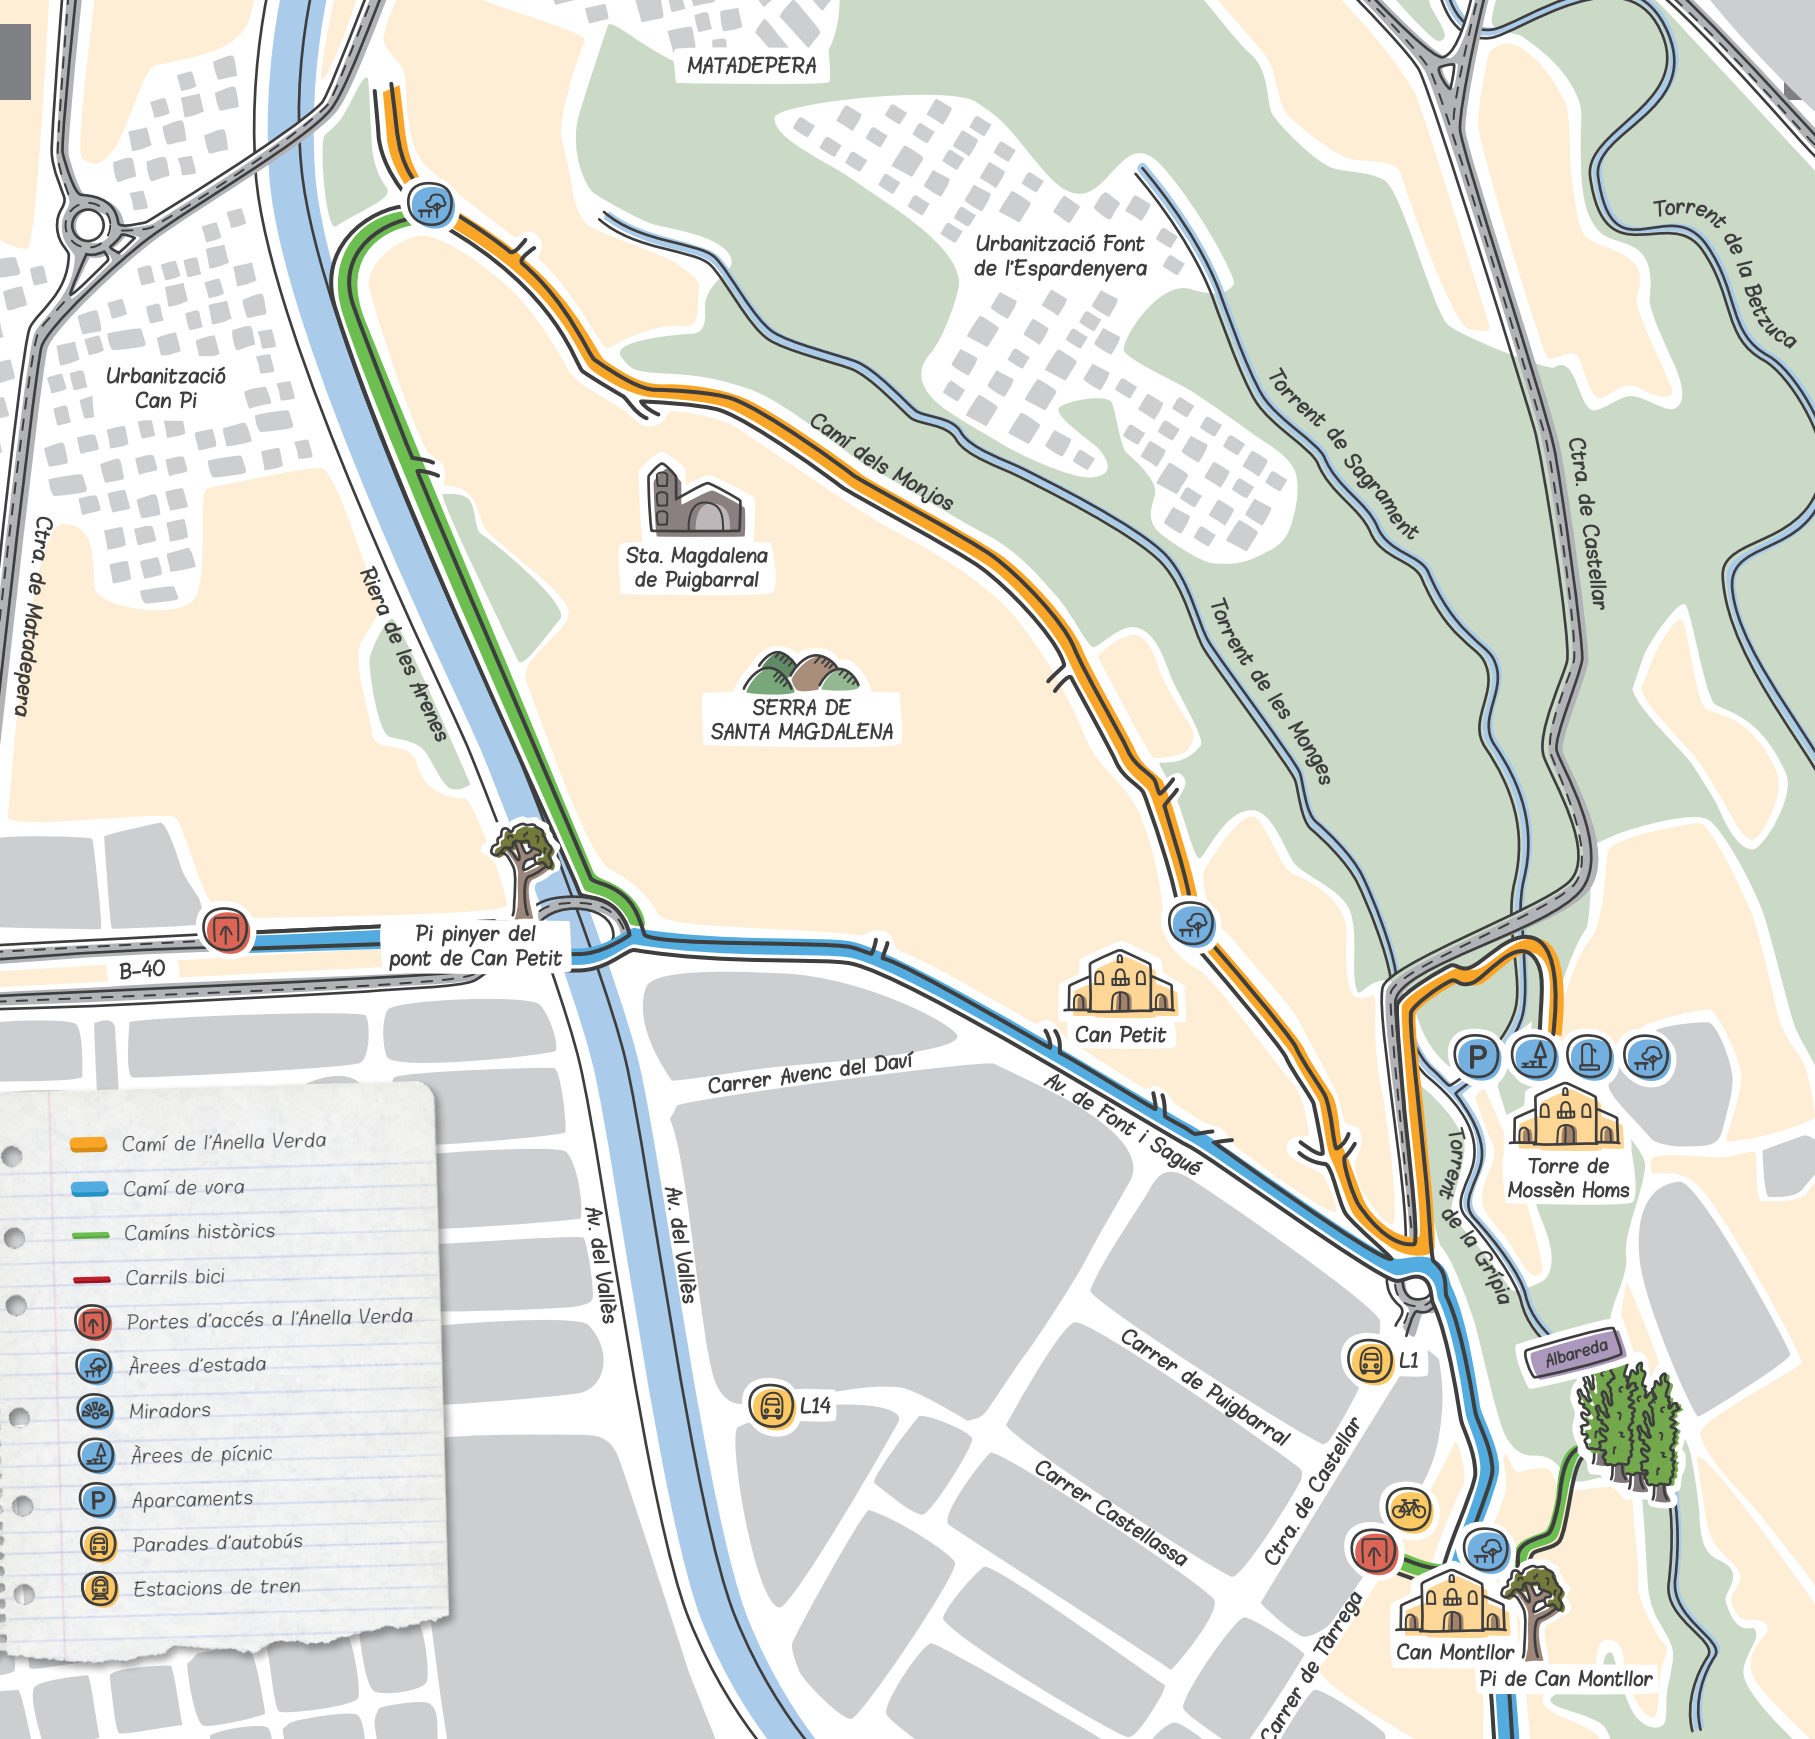 MATADEPERA
Torrent de la Betzuca
Urbanització Font
de l'Espardenyera
Urbanització
Can Pi
Torrent de Sagrament
Camí dels Monjos
Ctra. de Castellar
Ctra. de Matadepera
Sta. Magdalena
de Puigbarral
Riera de les Arenes
Torrent de les Monges
SERRA DE
SANTA MAGDALENA
Pi pinyer del
pont de Can Petit
B-40
Can Petit
Carrer Avenc del Daví
Av. de Font i Sagué
P
Torre de
Mossèn Homs
Torrent de la Grípia
Av. del Vallès
Av. del Vallès
Albareda
L1
L14
Carrer de Puigbarral
Carrer Castellassa
Ctra. de Castellar
Carrer de Tàrrega
Can Montllor
Pi de Can Montllor
Camí de l'Anella Verda
Camí de vora
Camíns històrics
Carrils bici
Portes d'accés a l'Anella Verda
Àrees d'estada
Miradors
Àrees de pícnic
P Aparcaments
Parades d'autobús
Estacions de tren